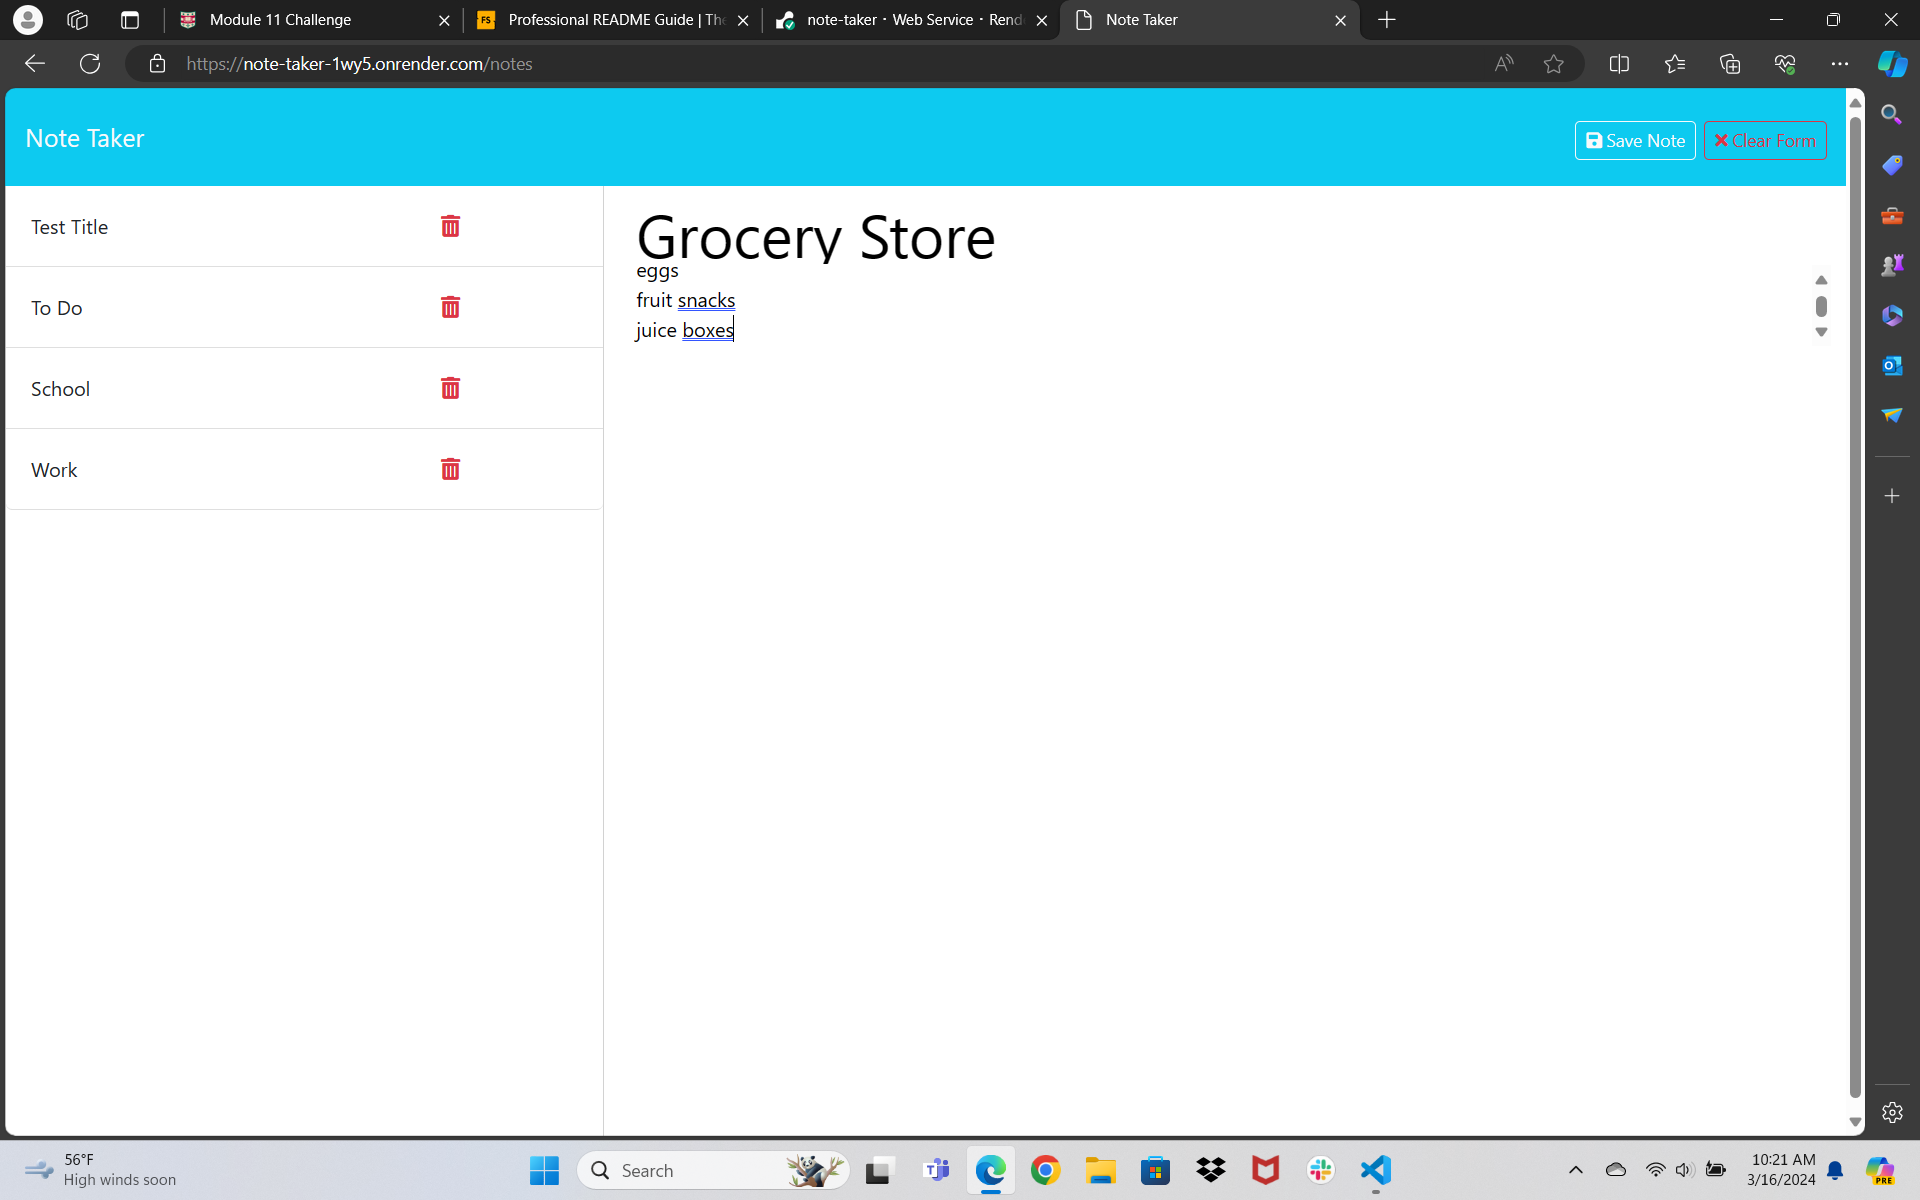 Module 11 Challenge
Professional README Guide | The
note-taker · Web Service · Rend
Note Taker
https://note-taker-1wy5.onrender.com/notes
Note Taker
Save Note
Clear Form
Test Title
To Do
School
Work
Grocery Store
eggs
fruit snacks
juice boxes
56°F
High winds soon
Search
10:21 AM
3/16/2024
PRE